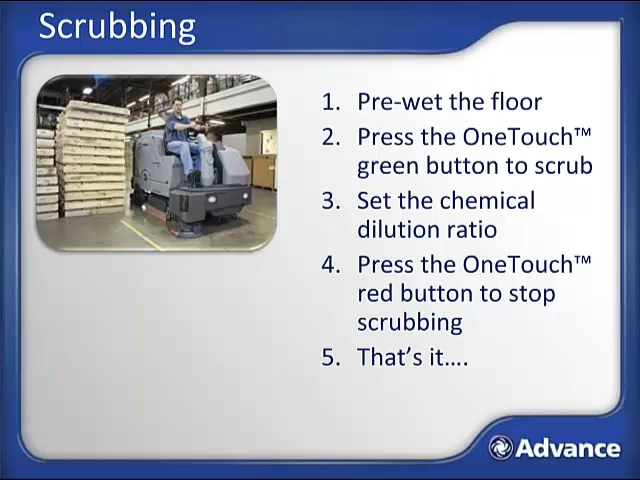 Scrubbing
1. Pre-wet the floor
2. Press the OneTouch™
green button to scrub
3. Set the chemical
dilution ratio
4. Press the OneTouch™
red button to stop
scrubbing
5. That's it….
Advance